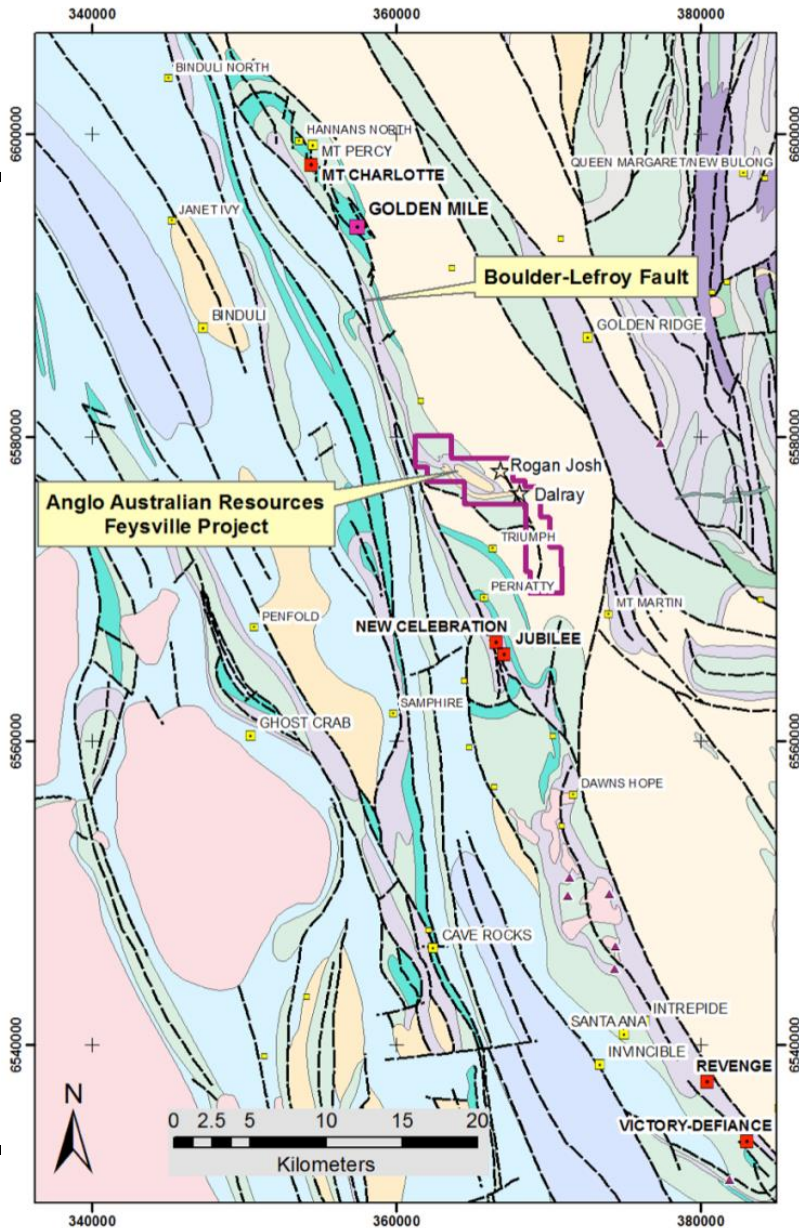 340000
360000
380000
BINDULI NORTH
6600000
6600000
HANNANS NORTH
MT PERCY
MT CHARLOTTE
QUEEN MARGARET/NEW BULONG
JANET IVY
GOLDEN MILE
Boulder-Lefroy Fault
BINDULI
GOLDEN RIDGE
6580000
6580000
Rogan Josh
Dalray
Anglo Australian Resources
Feysville Project
TRIUMPH
PERNATTY
MT MARTIN
PENFOLD
NEW CELEBRATION
JUBILEE
SAMPHIRE
GHOST CRAB
6560000
6560000
DAWNS HOPE
CAVE ROCKS
INTREPIDE
SANTA ANA
6540000
6540000
INVINCIBLE
REVENGE
N
0 2.5 5 10 15 20
Kilometers
VICTORY-DEFIANCE
340000
360000
380000